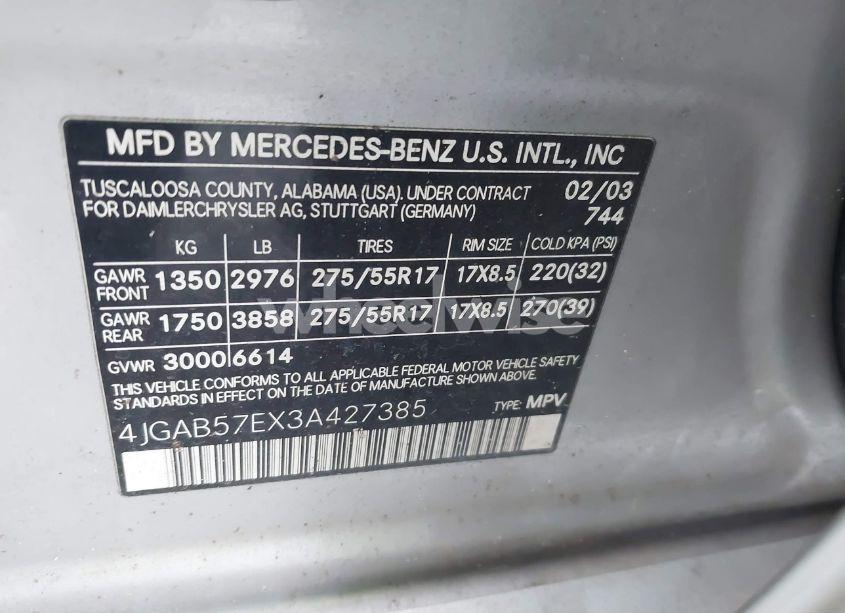 MFD BY MERCEDES-BENZ U.S. INTL., INC
TUSCALOOSA COUNTY, ALABAMA (USA). UNDER CONTRACT 02/03
FOR DAIMLERCHRYSLER AG, STUTTGART (GERMANY) 744
KG LB TIRES RIM SIZE COLD KPA (PSI)
GAWR FRONT 1350 2976 275/55R17 17X8.5 220(32)
GAWR REAR 1750 3858 275/55R17 17X8.5 270(39)
GVWR 3000 6614
THIS VEHICLE CONFORMS TO ALL APPLICABLE FEDERAL MOTOR VEHICLE SAFETY
STANDARDS IN EFFECT ON THE DATE OF MANUFACTURE SHOWN ABOVE.
4JGAB57EX3A427385 TYPE: MPV
wheelwise